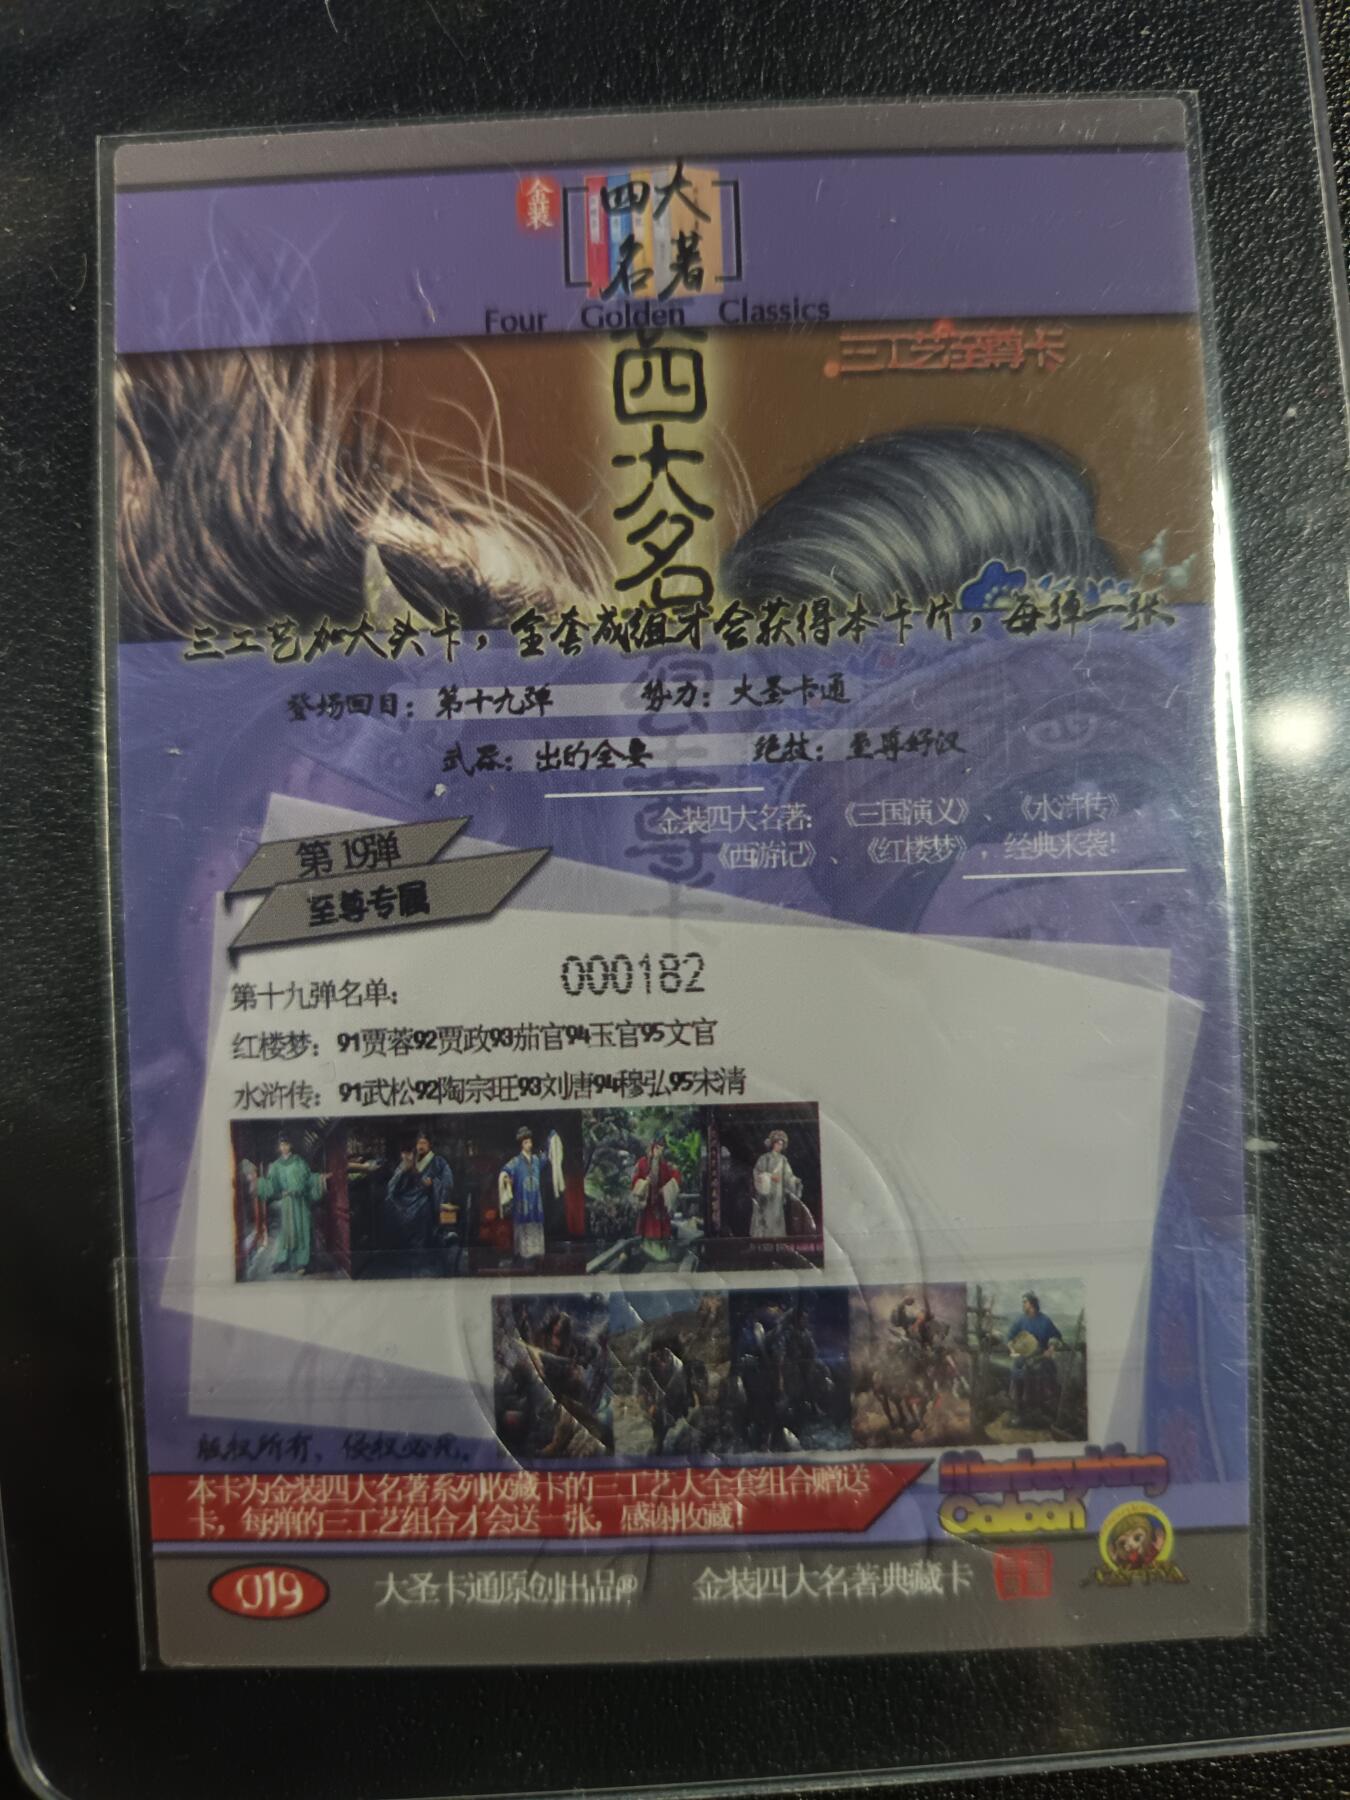 金装
四大
名著
Four Golden Classics
三工艺至尊卡
四大名
三工艺加大头卡，全套成组才会获得本卡片，每弹一张
登场回目：第十九弹 势力：大圣卡通
武器：出的全要 绝技：至尊好汉
金装四大名著：《三国演义》、《水浒传》、
《西游记》、《红楼梦》，经典来袭！
第19弹
至尊专属
000182
第十九弹名单：
红楼梦：91贾蓉92贾政93茄官94玉官95文官
水浒传：91武松92陶宗旺93刘唐94穆弘95宋清
版权所有，侵权必究。
本卡为金装四大名著系列收藏卡的三工艺大全套组合赠送
卡，每弹的三工艺组合才会送一张，感谢收藏！
MonkeyKing
Catoon
019 大圣卡通原创出品 金装四大名著典藏卡